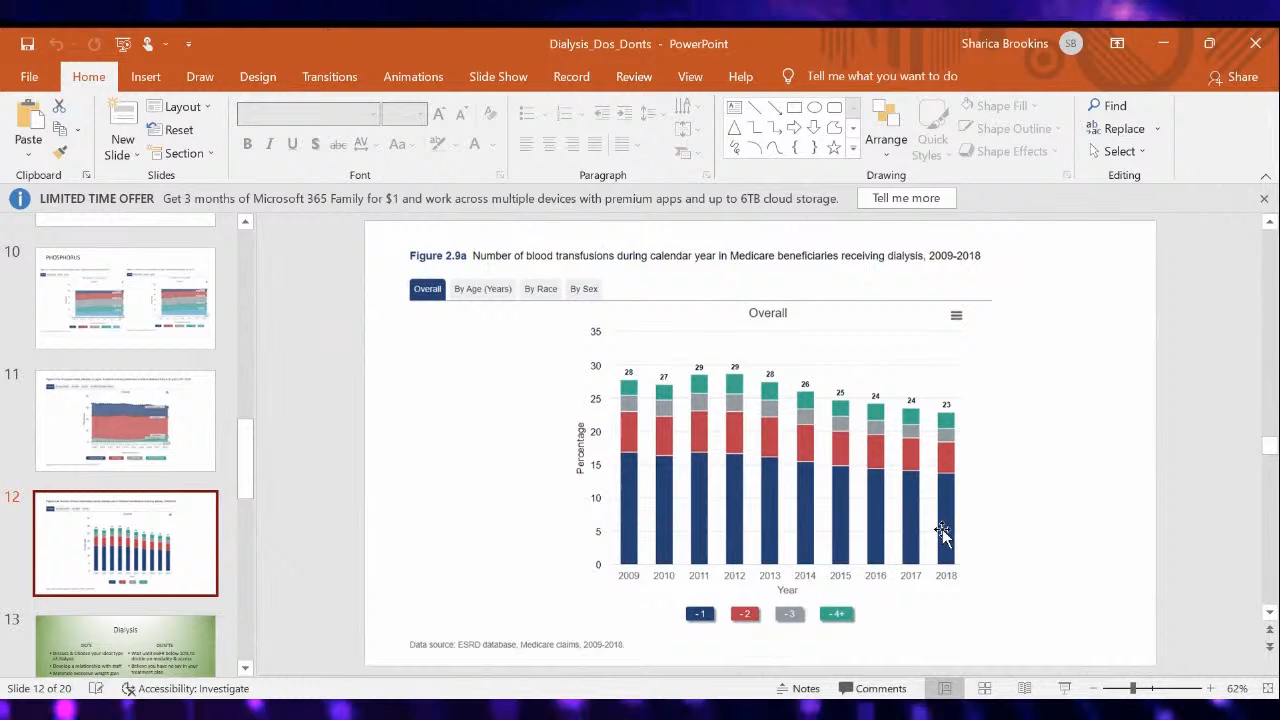 Dialysis_Dos_Donts - PowerPoint
Sharica Brookins SB
File Home Insert Draw Design Transitions Animations Slide Show Record Review View Help Tell me what you want to do Share
Paste
Clipboard
New Slide
Layout
Reset
Section
Slides
B I U S abc AV Aa A
Font
Paragraph
Arrange
Quick Styles
Shape Fill
Shape Outline
Shape Effects
Drawing
Find
Replace
Select
Editing
LIMITED TIME OFFER Get 3 months of Microsoft 365 Family for $1 and work across multiple devices with premium apps and up to 6TB cloud storage. Tell me more
10
PHOSPHORUS
11
12
13
Dialysis
Figure 2.9a Number of blood transfusions during calendar year in Medicare beneficiaries receiving dialysis, 2009-2018
Overall By Age (Years) By Race By Sex
Overall
Percentage
35
30
25
20
15
10
5
0
28 27 29 29 28 26 25 24 24 23
2009 2010 2011 2012 2013 2014 2015 2016 2017 2018
Year
- 1 - 2 - 3 - 4+
Data source: ESRD database, Medicare claims, 2009-2018.
Slide 12 of 20 Accessibility: Investigate Notes Comments 62%